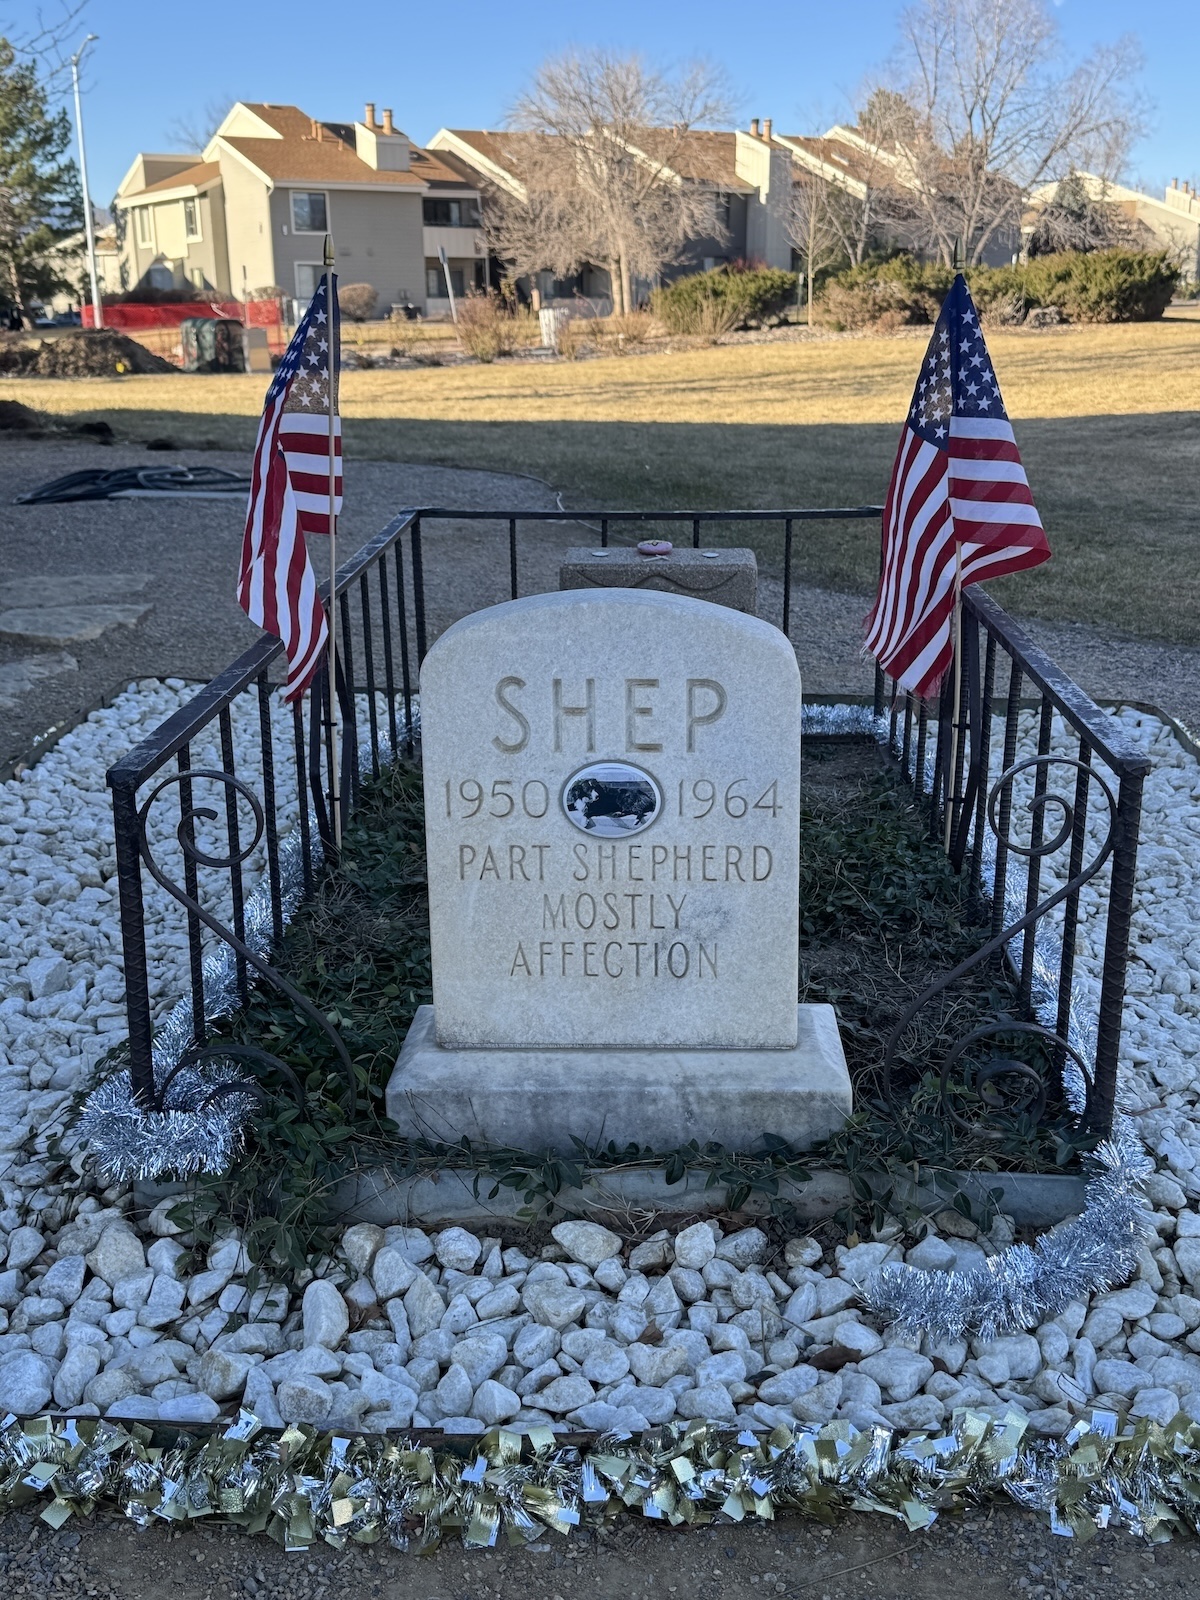 SHEP
1950 1964
PART SHEPHERD
MOSTLY
AFFECTION